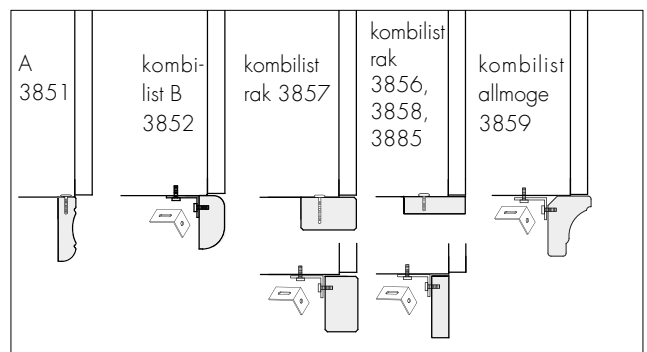 A
3851
kombi-
list B
3852
kombilist
rak 3857
kombilist
rak
3856,
3858,
3885
kombilist
allmoge
3859